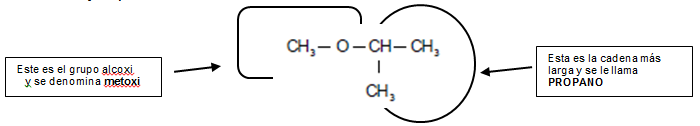 Este es el grupo alcoxi
y se denomina metoxi
CH₃ – O – CH – CH₃
|
CH₃
Esta es la cadena más
larga y se le llama
PROPANO